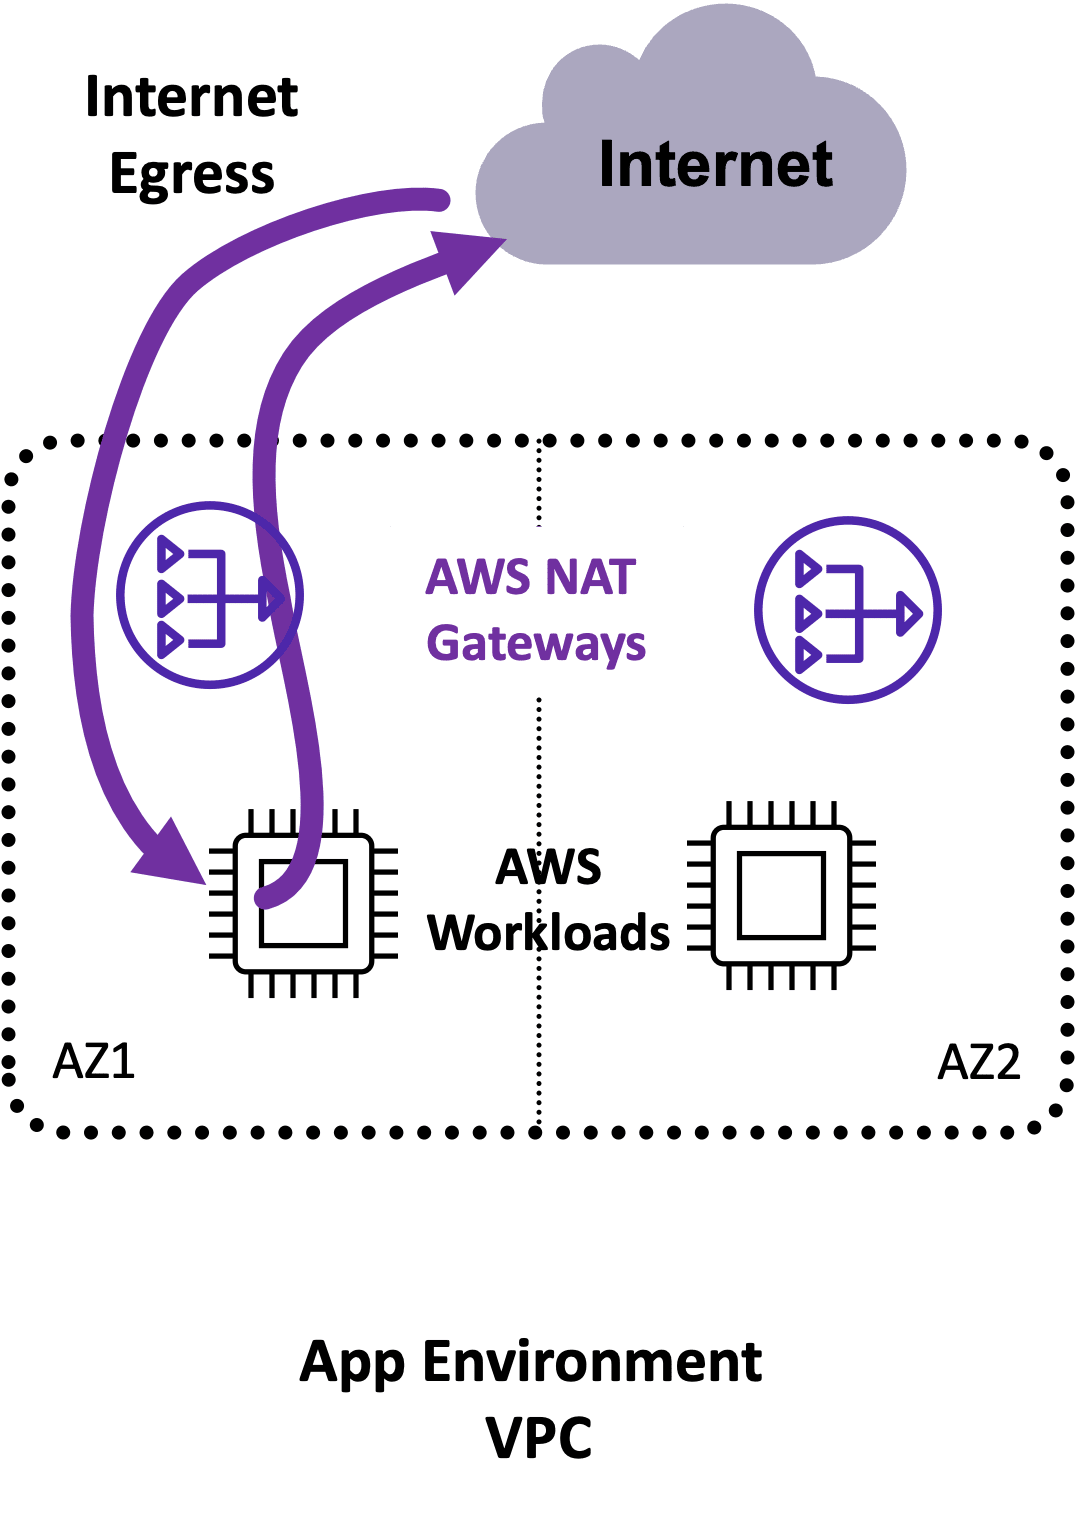 Internet
Egress
Internet
AWS NAT
Gateways
AWS
Workloads
AZ1
AZ2
App Environment
VPC